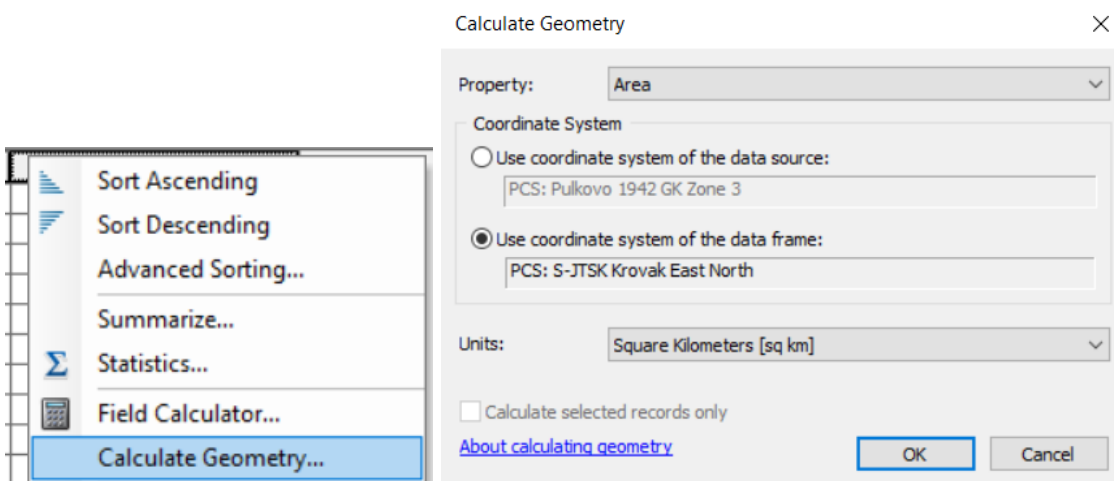 Sort Ascending
Sort Descending
Advanced Sorting...
Summarize...
Σ Statistics...
Field Calculator...
Calculate Geometry...
Calculate Geometry
Property: Area
Coordinate System
Use coordinate system of the data source:
PCS: Pulkovo 1942 GK Zone 3
Use coordinate system of the data frame:
PCS: S-JTSK Krovak East North
Units: Square Kilometers [sq km]
Calculate selected records only
About calculating geometry
OK Cancel